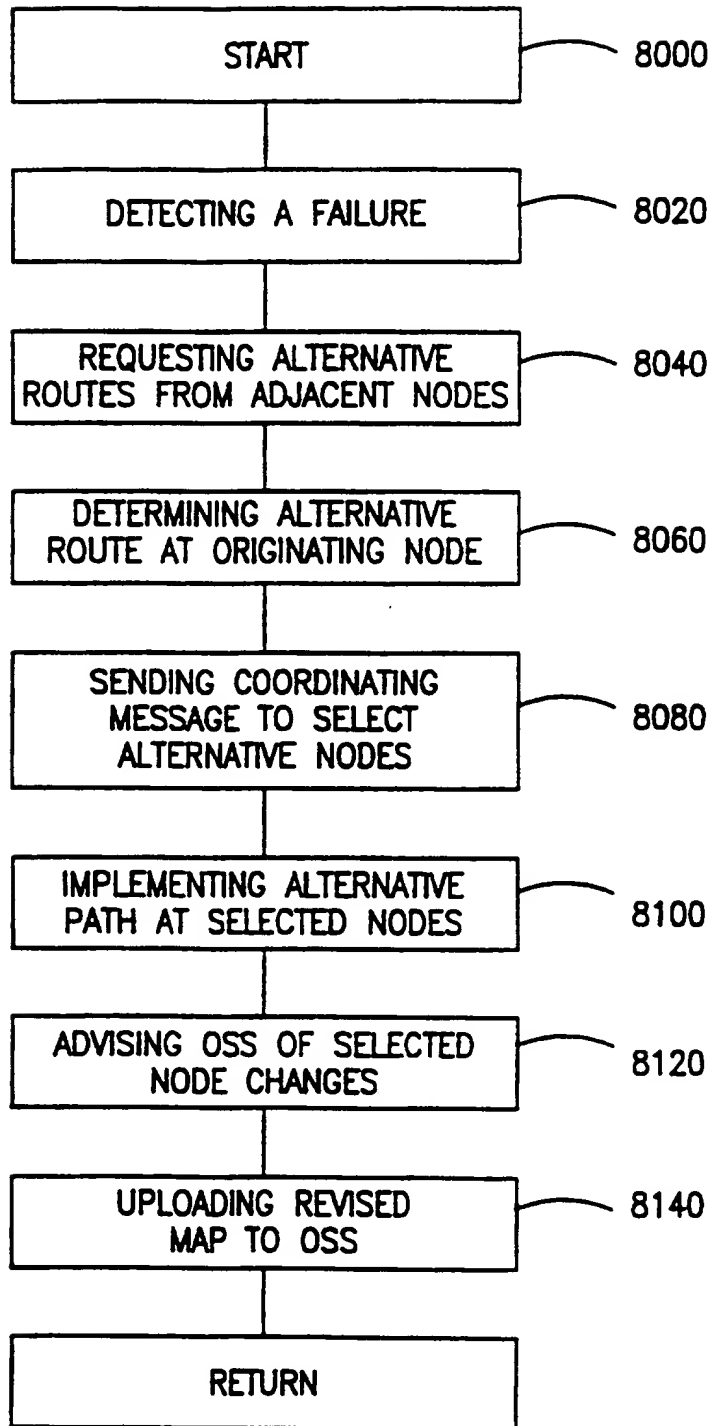 START
8000
DETECTING A FAILURE
8020
REQUESTING ALTERNATIVE
ROUTES FROM ADJACENT NODES
8040
DETERMINING ALTERNATIVE
ROUTE AT ORIGINATING NODE
8060
SENDING COORDINATING
MESSAGE TO SELECT
ALTERNATIVE NODES
8080
IMPLEMENTING ALTERNATIVE
PATH AT SELECTED NODES
8100
ADVISING OSS OF SELECTED
NODE CHANGES
8120
UPLOADING REVISED
MAP TO OSS
8140
RETURN